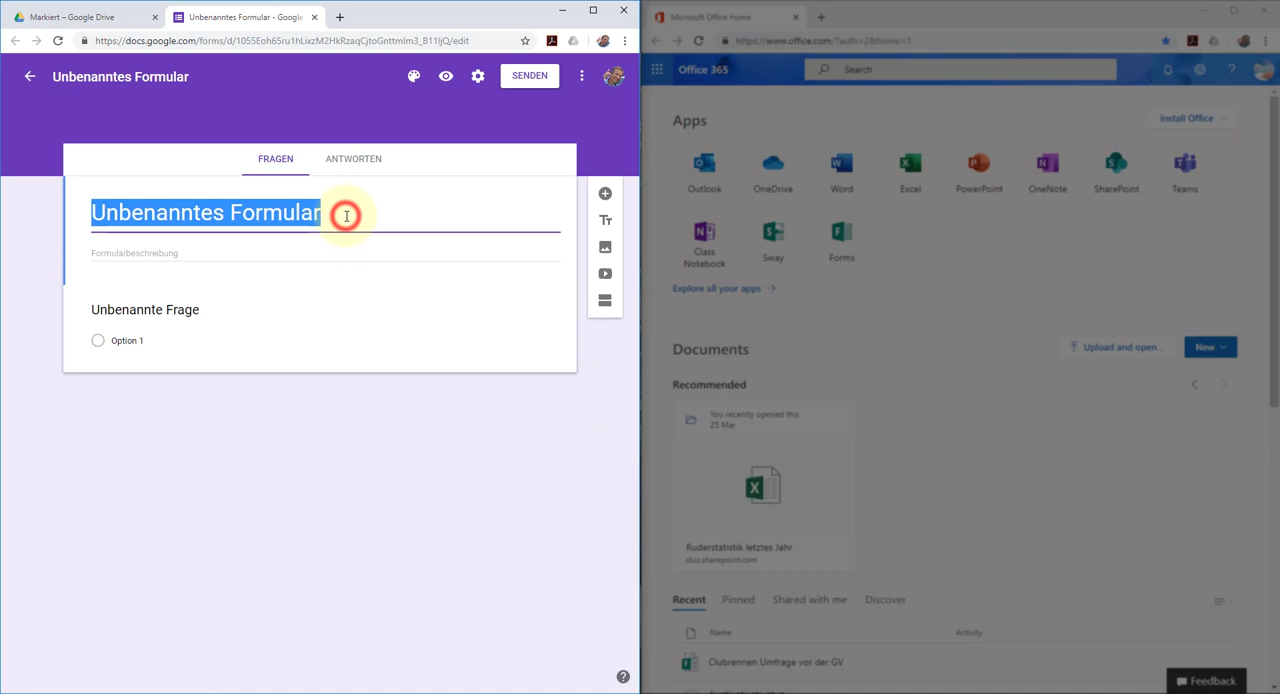 Markiert – Google Drive
Unbenanntes Formular - Google
https://docs.google.com/forms/d/1055Eoh65ru1hLixzM2HkRzaqCjtoGnttmIm3_B11IjQ/edit
Unbenanntes Formular
SENDEN
FRAGEN
ANTWORTEN
Unbenanntes Formular
Formularbeschreibung
Unbenannte Frage
Option 1
Microsoft Office Home
https://www.office.com/?auth=2&home=1
Office 365
Search
Apps
Install Office
Outlook
OneDrive
Word
Excel
PowerPoint
OneNote
SharePoint
Teams
Class
Notebook
Sway
Forms
Explore all your apps
Documents
Upload and open...
New
Recommended
You recently opened this
25 Mar
Ruderstatistik letztes Jahr
Recent
Pinned
Shared with me
Discover
Name
Activity
Clubrennen Umfrage vor der GV
Feedback